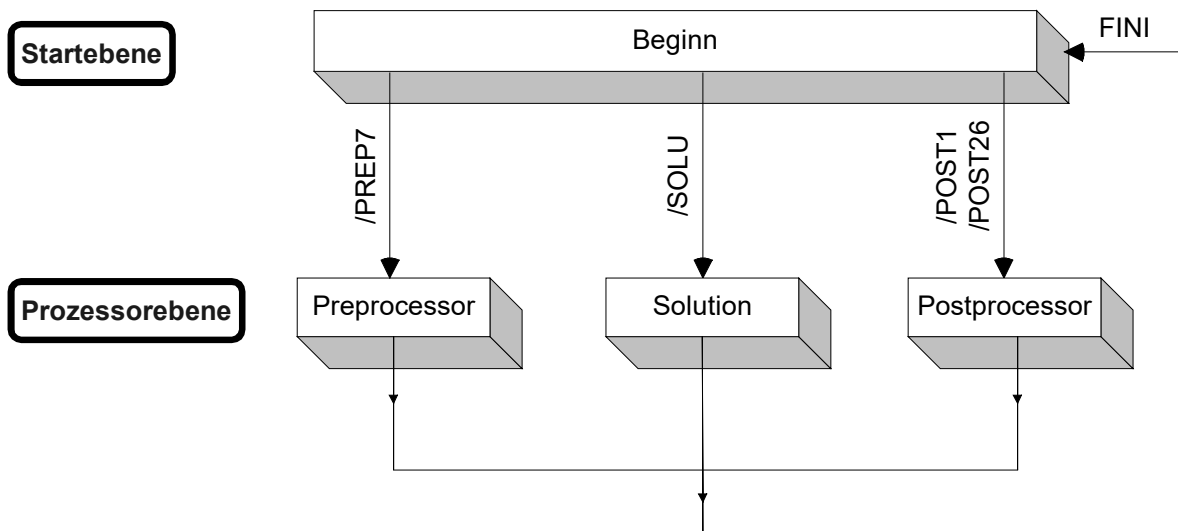 Startebene
Beginn
FINI
/PREP7
/SOLU
/POST1
/POST26
Prozessorebene
Preprocessor
Solution
Postprocessor